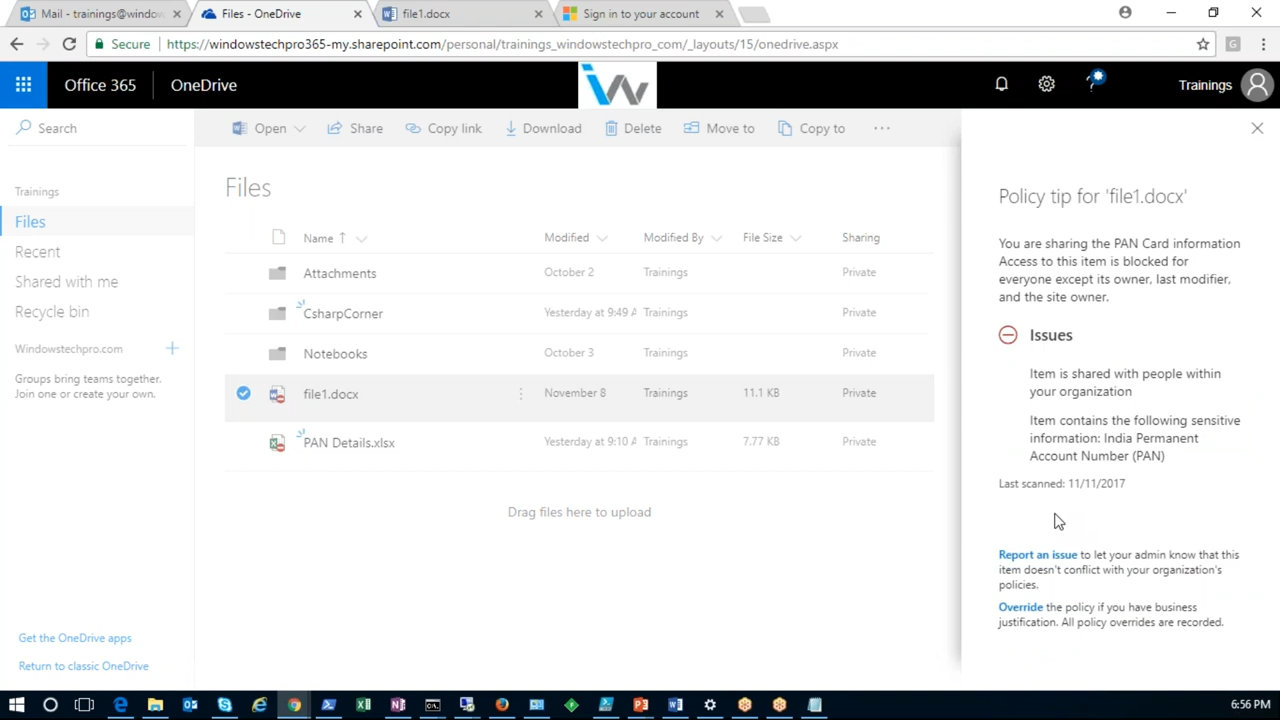 Mail - trainings@window
Files - OneDrive
file1.docx
Sign in to your account
Secure
https://windowstechpro365-my.sharepoint.com/personal/trainings_windowstechpro_com/_layouts/15/onedrive.aspx
G
Office 365
OneDrive
?
Trainings
Search
Open
Share
Copy link
Download
Delete
Move to
Copy to
...
Trainings
Files
Recent
Shared with me
Recycle bin
Windowstechpro.com
+
Groups bring teams together.
Join one or create your own.
Get the OneDrive apps
Return to classic OneDrive
Files
Name
Modified
Modified By
File Size
Sharing
Attachments
October 2
Trainings
Private
CsharpCorner
Yesterday at 9:49 A
Trainings
Private
Notebooks
October 3
Trainings
Private
file1.docx
November 8
Trainings
11.1 KB
Private
PAN Details.xlsx
Yesterday at 9:10 A
Trainings
7.77 KB
Private
Drag files here to upload
Policy tip for 'file1.docx'
You are sharing the PAN Card information
Access to this item is blocked for
everyone except its owner, last modifier,
and the site owner.
Issues
Item is shared with people within
your organization
Item contains the following sensitive
information: India Permanent
Account Number (PAN)
Last scanned: 11/11/2017
Report an issue to let your admin know that this
item doesn't conflict with your organization's
policies.
Override the policy if you have business
justification. All policy overrides are recorded.
6:56 PM